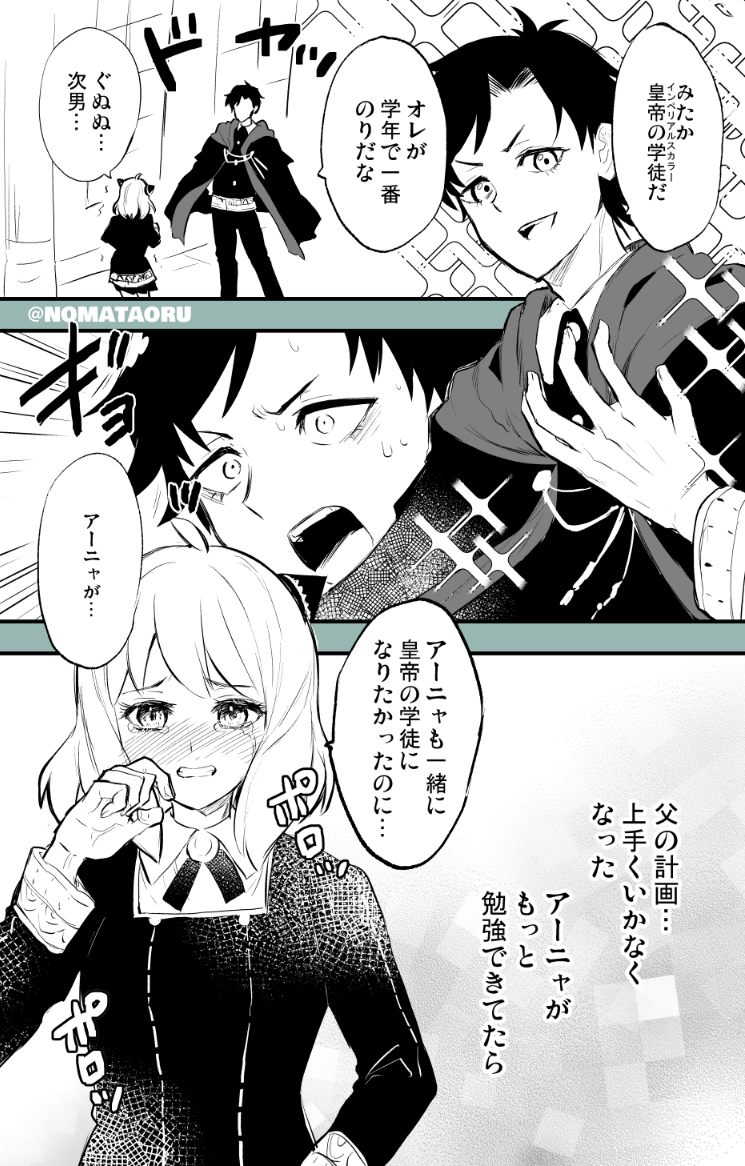 みたか
皇帝の学徒だ
インペリアルスカラー
オレが
学年で一番
のりだな
ドヤッ
ぐぬぬ…
次男…
@NOMATAORU
ギョッ
アーニャが…
アーニャも一緒に
皇帝の学徒に
なりたかったのに…
ポロ…
ポロッ…
父の計画…
上手くいかなく
なった
アーニャが
もっと
勉強できてたら